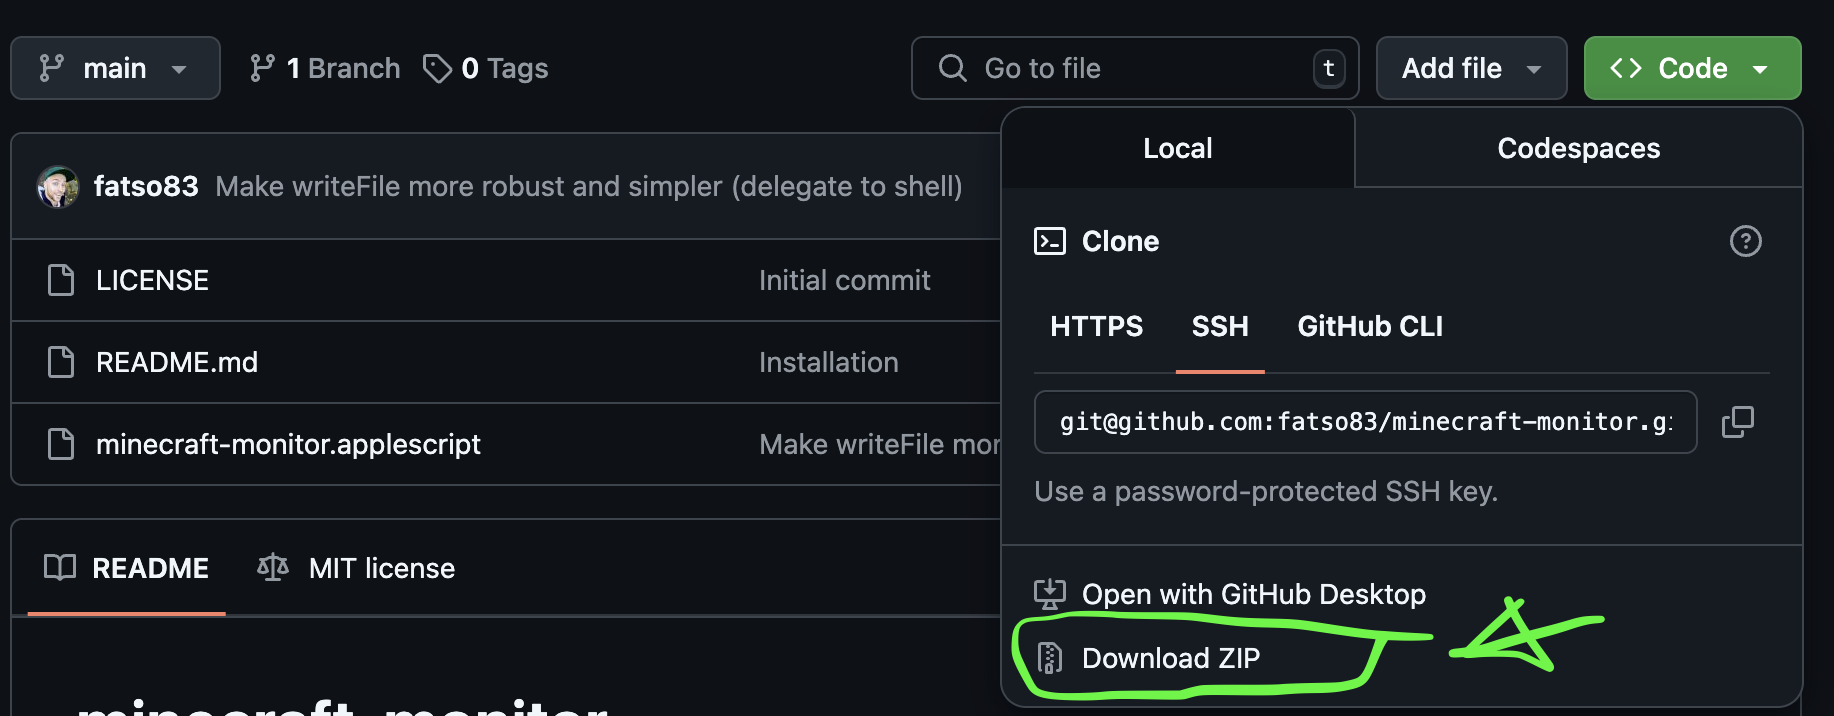 main 1 Branch 0 Tags Go to file t Add file Code
Local Codespaces
fatso83 Make writeFile more robust and simpler (delegate to shell)
Clone
LICENSE Initial commit
HTTPS SSH GitHub CLI
README.md Installation
git@github.com:fatso83/minecraft-monitor.gi
minecraft-monitor.applescript Make writeFile mor
Use a password-protected SSH key.
README MIT license
Open with GitHub Desktop
Download ZIP
minecraft-monitor